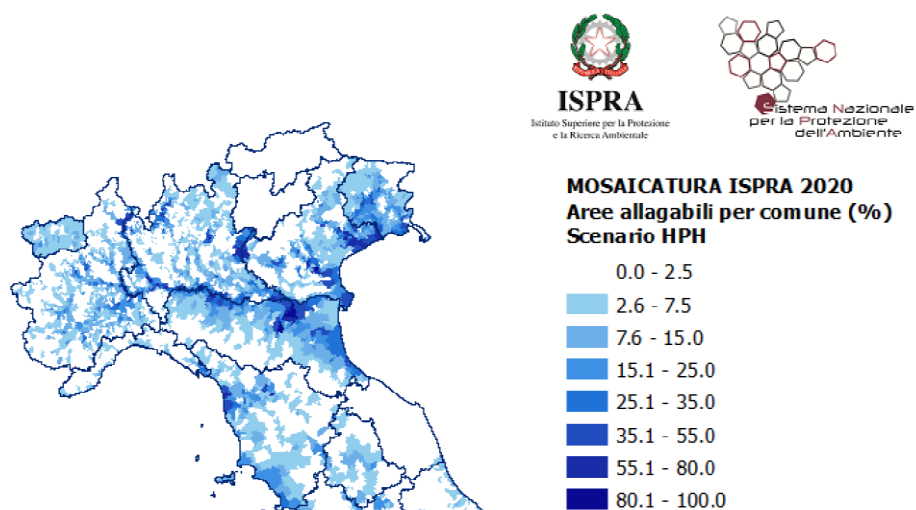 ISPRA
Istituto Superiore per la Protezione
e la Ricerca Ambientale
Sistema Nazionale
per la Protezione
dell'Ambiente
MOSAICATURA ISPRA 2020
Aree allagabili per comune (%)
Scenario HPH
0.0 - 2.5
2.6 - 7.5
7.6 - 15.0
15.1 - 25.0
25.1 - 35.0
35.1 - 55.0
55.1 - 80.0
80.1 - 100.0